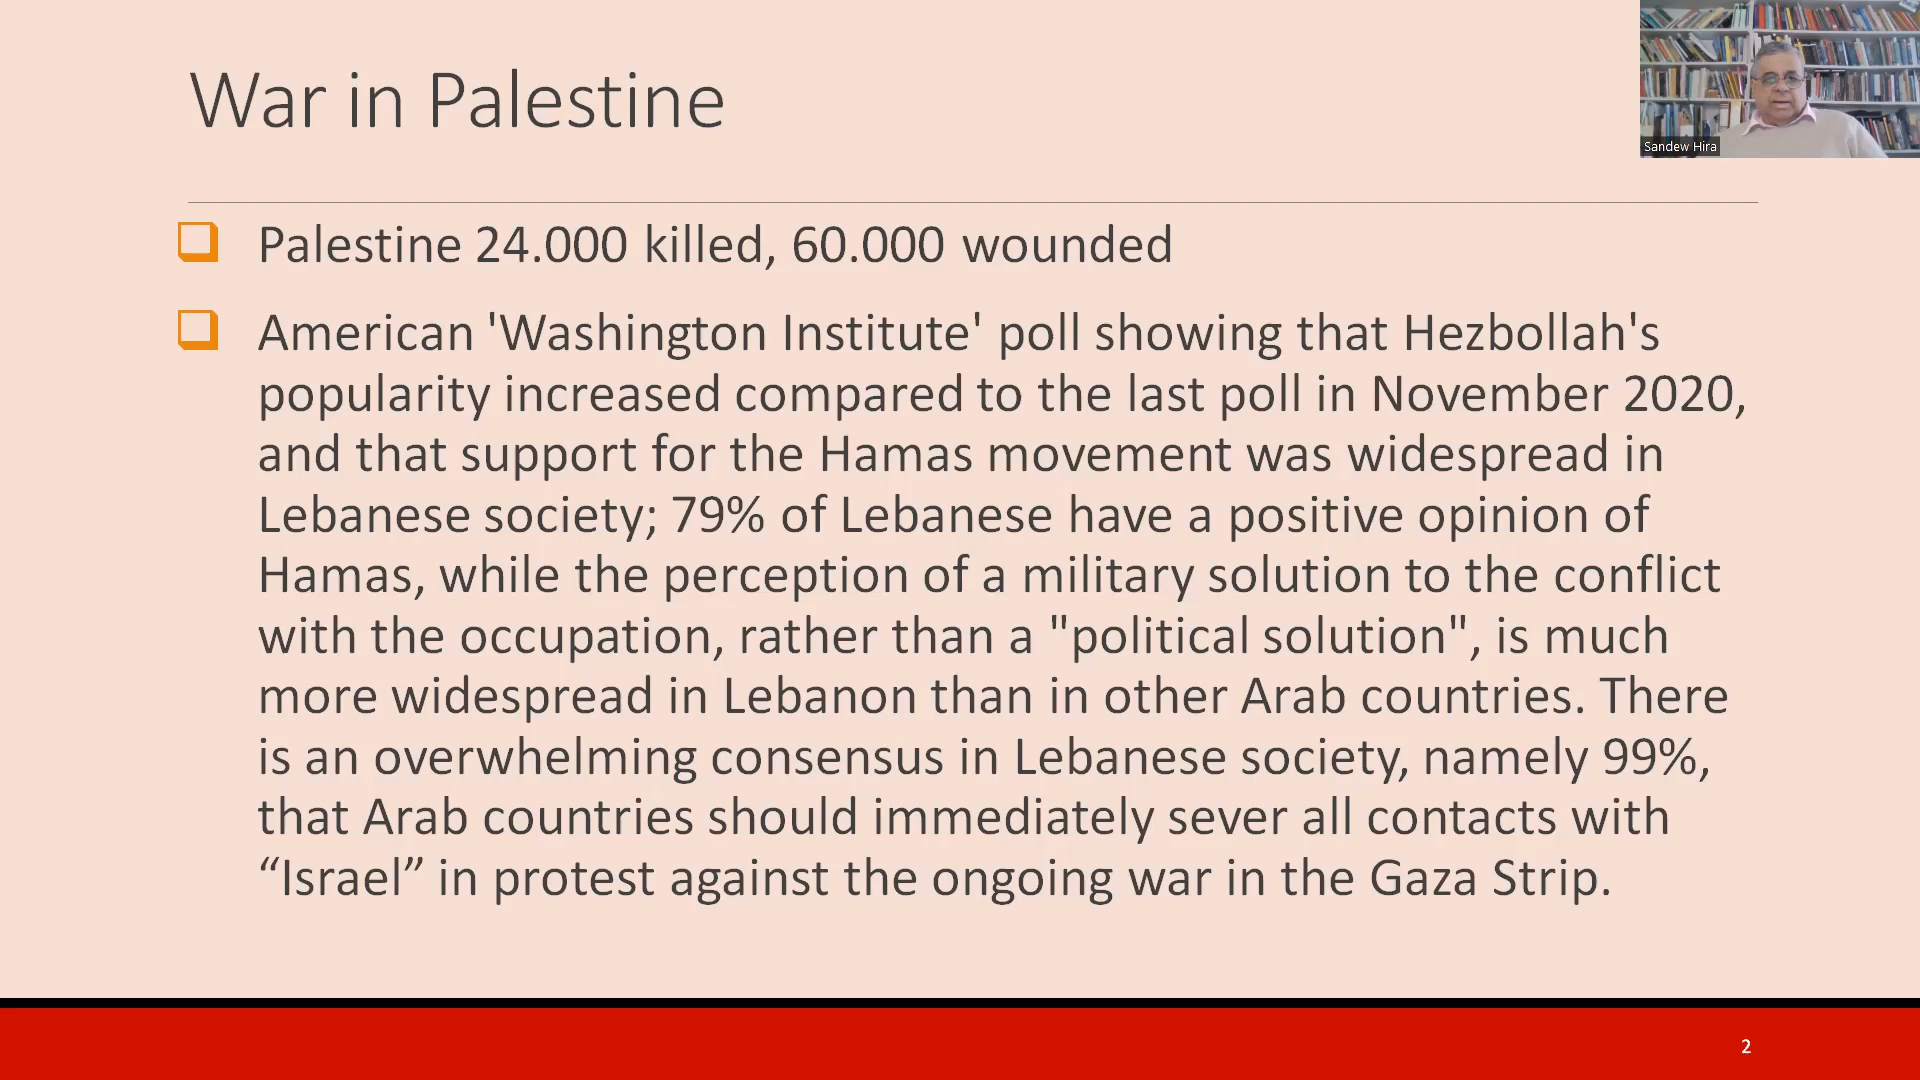 War in Palestine
Sandew Hira
Palestine 24.000 killed, 60.000 wounded
American 'Washington Institute' poll showing that Hezbollah's
popularity increased compared to the last poll in November 2020,
and that support for the Hamas movement was widespread in
Lebanese society; 79% of Lebanese have a positive opinion of
Hamas, while the perception of a military solution to the conflict
with the occupation, rather than a "political solution", is much
more widespread in Lebanon than in other Arab countries. There
is an overwhelming consensus in Lebanese society, namely 99%,
that Arab countries should immediately sever all contacts with
“Israel” in protest against the ongoing war in the Gaza Strip.
2